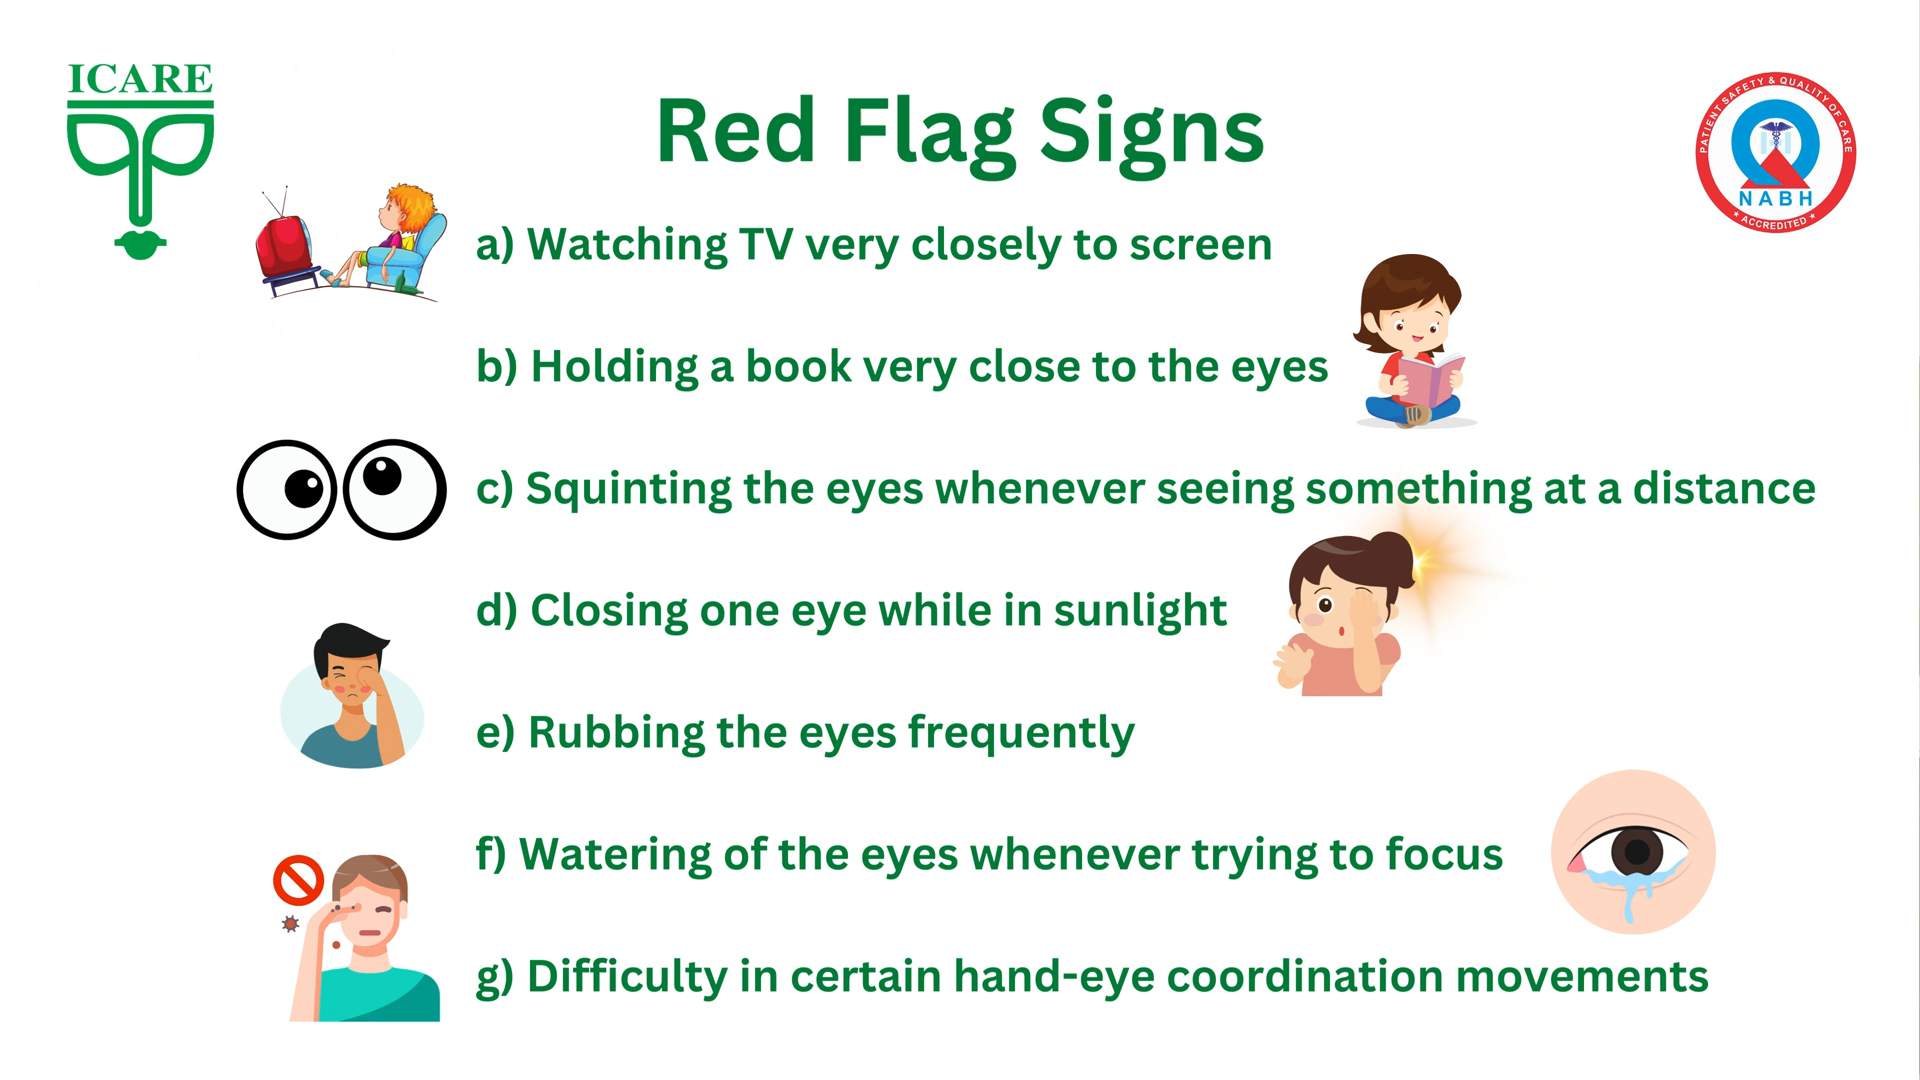 ICARE
Red Flag Signs
PATIENT SAFETY & QUALITY OF CARE
NABH
* ACCREDITED *
a) Watching TV very closely to screen
b) Holding a book very close to the eyes
c) Squinting the eyes whenever seeing something at a distance
d) Closing one eye while in sunlight
e) Rubbing the eyes frequently
f) Watering of the eyes whenever trying to focus
g) Difficulty in certain hand-eye coordination movements